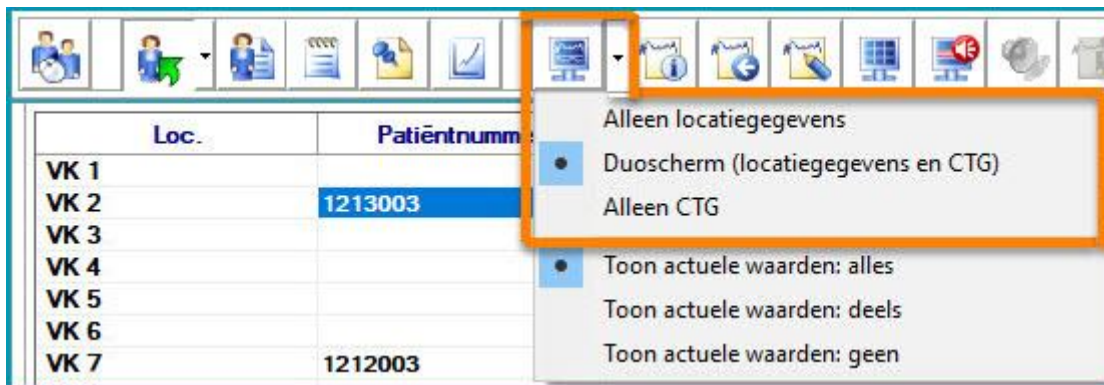 Loc. Patiëntnumme
VK 1
VK 2 1213003
VK 3
VK 4
VK 5
VK 6
VK 7 1212003
Alleen locatiegegevens
Duoscherm (locatiegegevens en CTG)
Alleen CTG
Toon actuele waarden: alles
Toon actuele waarden: deels
Toon actuele waarden: geen